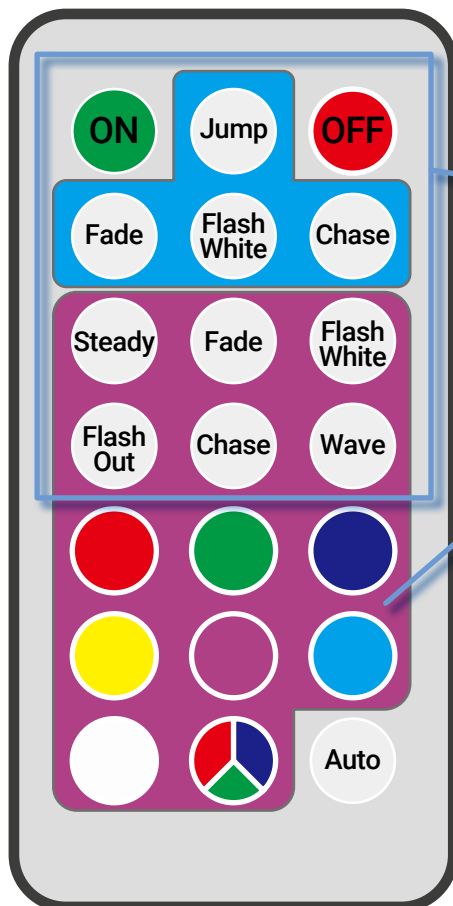 ON
Jump
OFF
Fade
Flash
White
Chase
Steady
Fade
Flash
White
Flash
Out
Chase
Wave
Auto